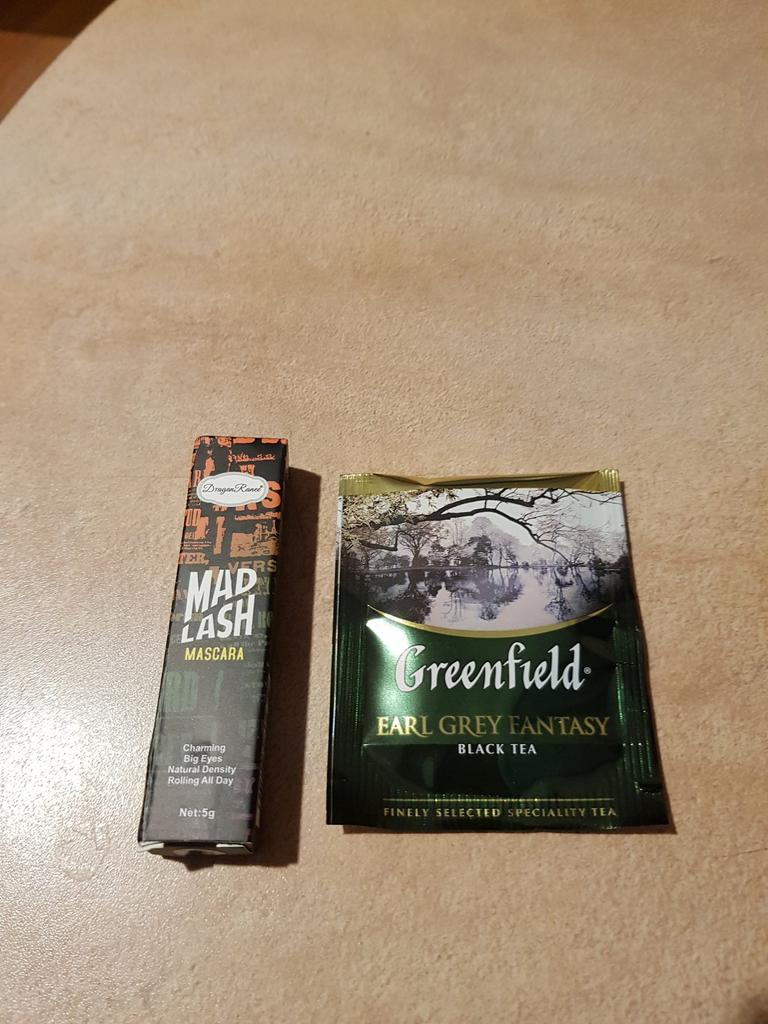 DragonRanee
MAD
LASH
MASCARA
Charming
Big Eyes
Natural Density
Rolling All Day
Net:5g
Greenfield®
EARL GREY FANTASY
BLACK TEA
FINELY SELECTED SPECIALITY TEA